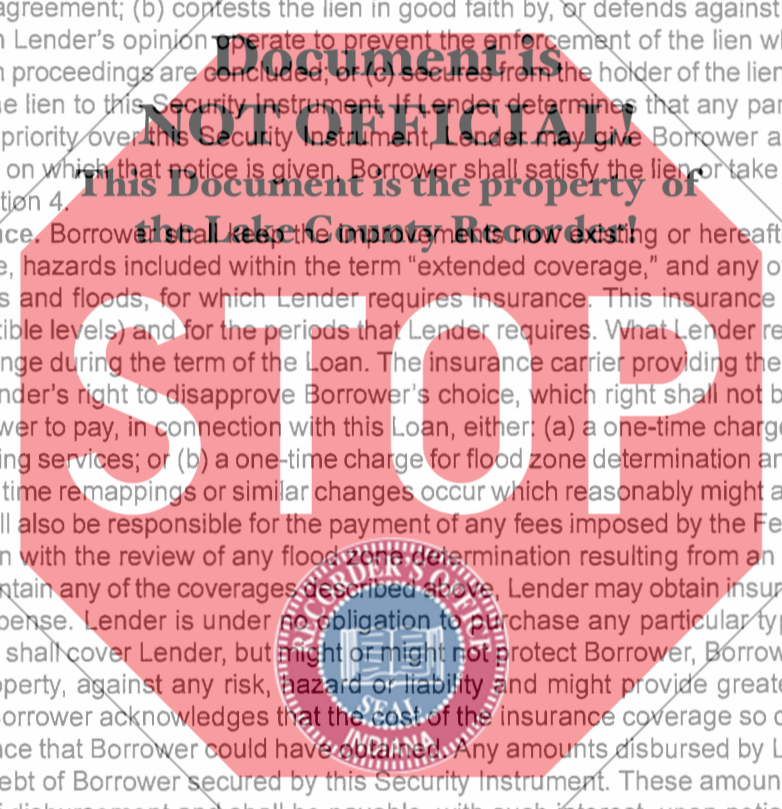 agreement; (b) contests the lien in good faith by, or defends against
n Lender's opinion operate to prevent the enforcement of the lien w
Document is
n proceedings are concluded; or (c) secures from the holder of the lien
e lien to this Security Instrument. If Lender determines that any pa
NOT OFFICIAL!
priority over this Security Instrument, Lender may give Borrower a
on which that notice is given, Borrower shall satisfy the lien or take
This Document is the property of
tion 4.
the Lake County Recorder!
ce. Borrower shall keep the improvements now existing or hereaft
e, hazards included within the term “extended coverage,” and any o
s and floods, for which Lender requires insurance. This insurance
tible levels) and for the periods that Lender requires. What Lender re
nge during the term of the Loan. The insurance carrier providing the
nder's right to disapprove Borrower's choice, which right shall not b
STOP
wer to pay, in connection with this Loan, either: (a) a one-time charge
ing services; or (b) a one-time charge for flood zone determination an
time remappings or similar changes occur which reasonably might a
ll also be responsible for the payment of any fees imposed by the Fe
n with the review of any flood zone determination resulting from an
ntain any of the coverages described above, Lender may obtain insur
pense. Lender is under no obligation to purchase any particular typ
shall cover Lender, but might or might not protect Borrower, Borrow
operty, against any risk, hazard or liability and might provide greate
orrower acknowledges that the cost of the insurance coverage so o
nce that Borrower could have obtained. Any amounts disbursed by L
ebt of Borrower secured by this Security Instrument. These amoun
RECORDER'S OFFICE
SEAL
INDIANA